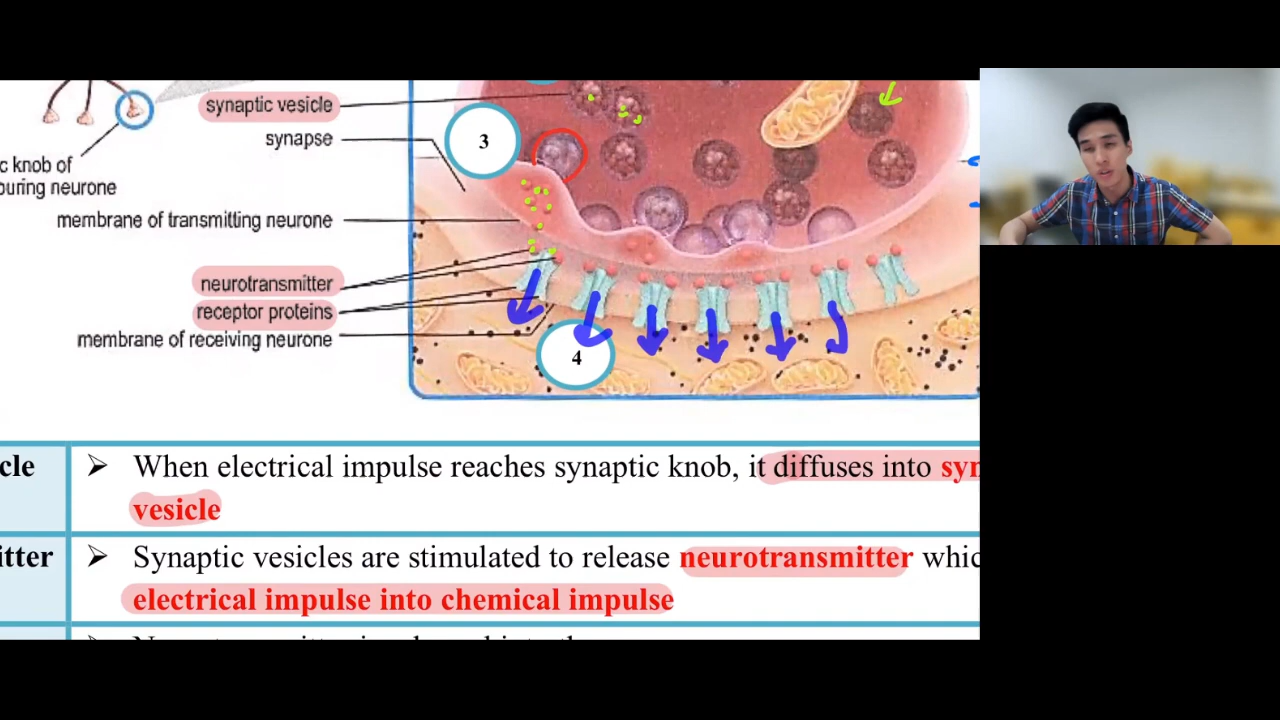 synaptic vesicle
synapse
3
c knob of
ouring neurone
membrane of transmitting neurone
neurotransmitter
receptor proteins
membrane of receiving neurone
4
cle
➢ When electrical impulse reaches synaptic knob, it diffuses into syn
vesicle
itter
➢ Synaptic vesicles are stimulated to release neurotransmitter whic
electrical impulse into chemical impulse